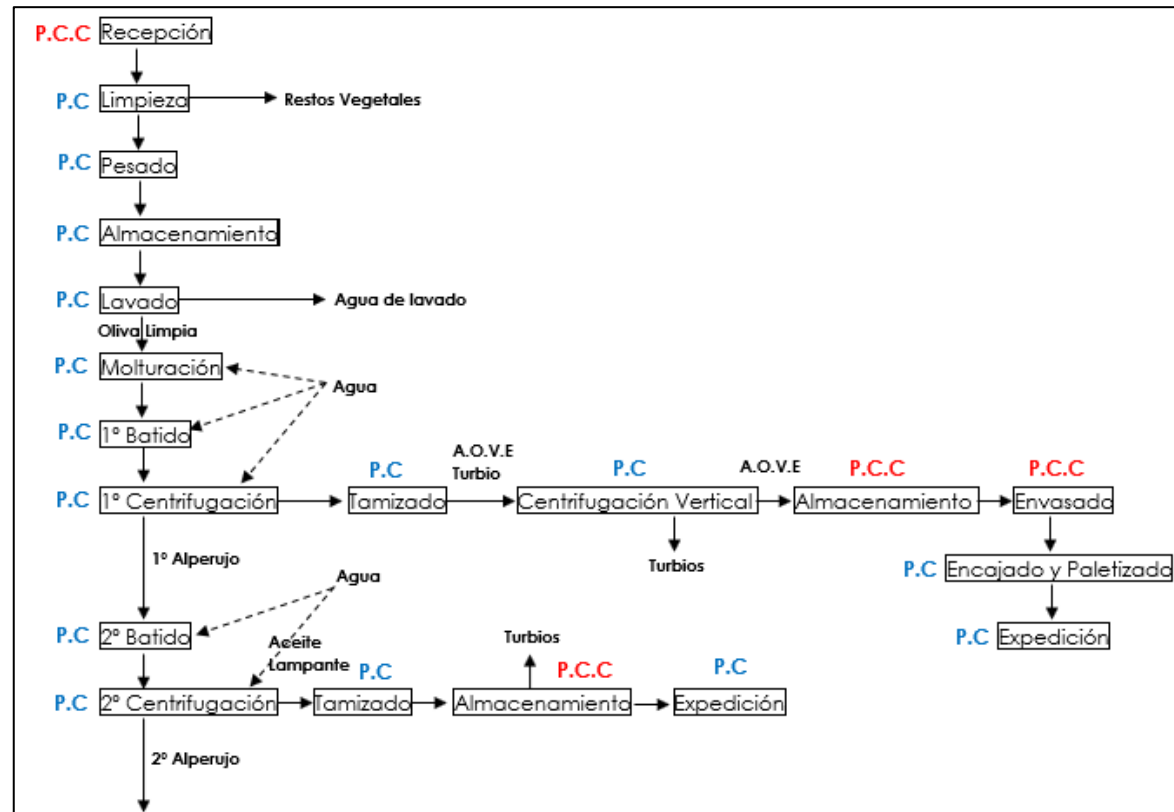 P.C.C Recepción
P.C Limpieza Restos Vegetales
P.C Pesado
P.C Almacenamiento
P.C Lavado Agua de lavado
Oliva Limpia
P.C Molturación
Agua
P.C 1º Batido
A.O.V.E
Turbio
P.C P.C A.O.V.E P.C.C P.C.C
P.C 1º Centrifugación Tamizado Centrifugación Vertical Almacenamiento Envasado
1º Alperujo
Turbios
P.C Encajado y Paletizado
Agua
P.C 2º Batido
Aceite
Lampante
Turbios
P.C Expedición
P.C P.C.C P.C
P.C 2º Centrifugación Tamizado Almacenamiento Expedición
2º Alperujo